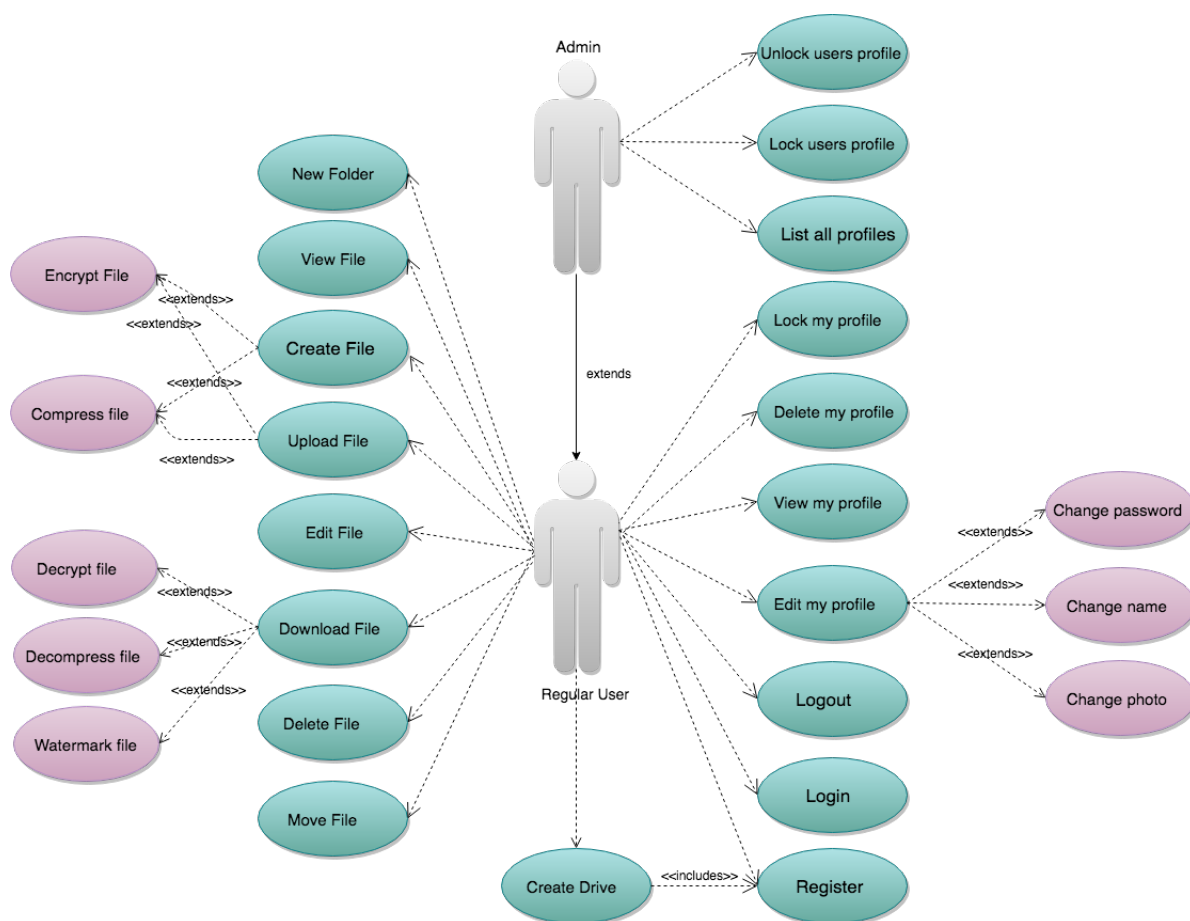 Admin
Unlock users profile
Lock users profile
New Folder
List all profiles
View File
Encrypt File
<<extends>>
<<extends>>
Lock my profile
Create File
extends
<<extends>>
Compress file
Delete my profile
Upload File
<<extends>>
View my profile
Change password
Edit File
<<extends>>
Decrypt file
<<extends>>
<<extends>>
Edit my profile
Change name
Download File
<<extends>>
Decompress file
<<extends>>
<<extends>>
Regular User
Logout
Change photo
Delete File
Watermark file
Login
Move File
Create Drive
<<includes>>
Register